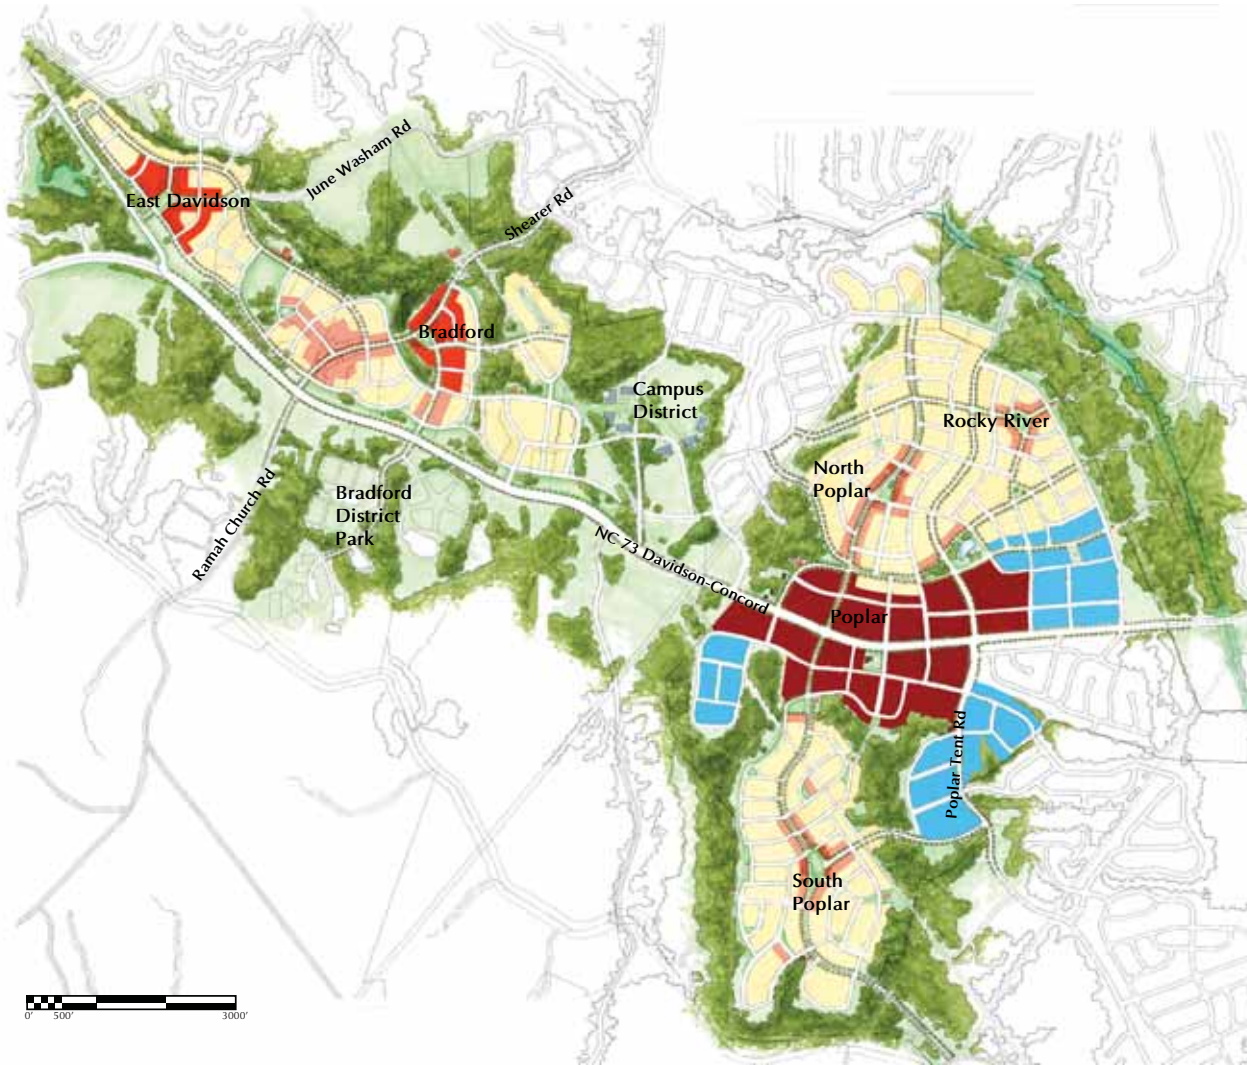 June Washam Rd
East Davidson
Shearer Rd
Bradford
Campus
District
Rocky River
North
Poplar
Bradford
District
Park
Ramah Church Rd
NC 73 Davidson-Concord
Poplar
Poplar Tent Rd
South
Poplar
0' 500' 3000'